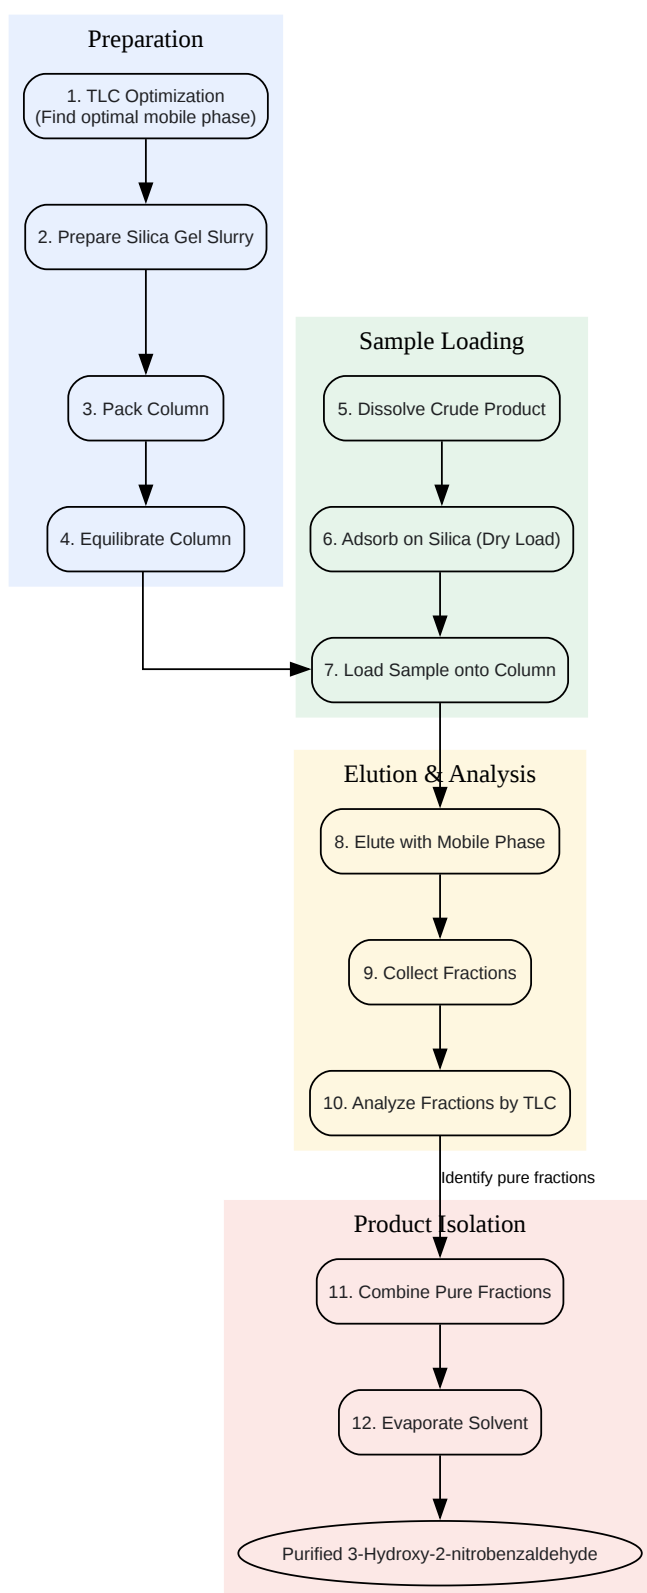 Preparation
1. TLC Optimization
(Find optimal mobile phase)
2. Prepare Silica Gel Slurry
3. Pack Column
4. Equilibrate Column
Sample Loading
5. Dissolve Crude Product
6. Adsorb on Silica (Dry Load)
7. Load Sample onto Column
Elution & Analysis
8. Elute with Mobile Phase
9. Collect Fractions
10. Analyze Fractions by TLC
Identify pure fractions
Product Isolation
11. Combine Pure Fractions
12. Evaporate Solvent
Purified 3-Hydroxy-2-nitrobenzaldehyde